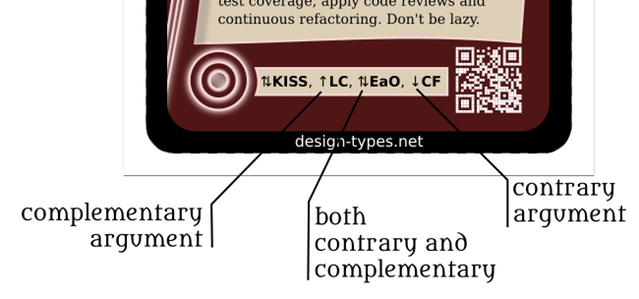 test coverage, apply code reviews and
continuous refactoring. Don't be lazy.
⇅KISS, ↑LC, ⇅EaO, ↓CF
design-types.net
complementary
argument
both
contrary and
complementary
contrary
argument